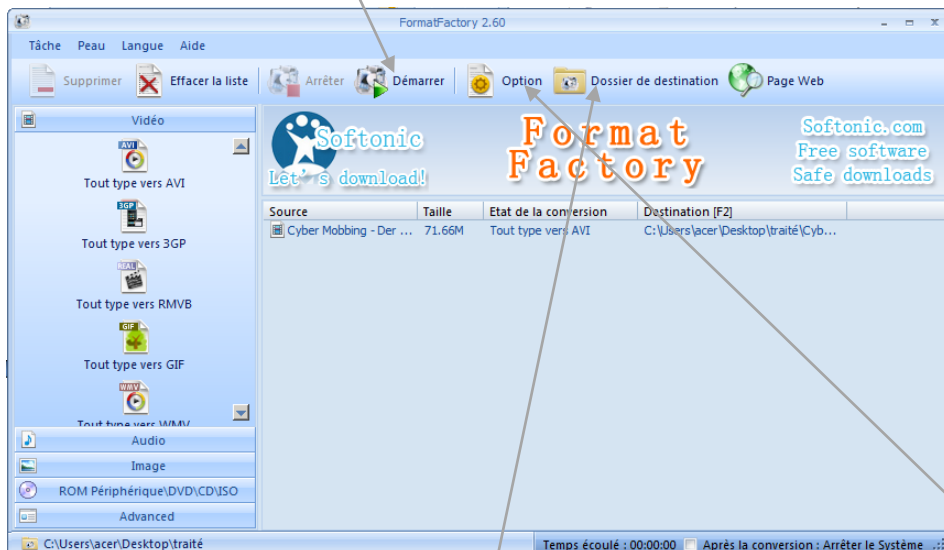 FormatFactory 2.60
Tâche Peau Langue Aide
Supprimer Effacer la liste Arrêter Démarrer Option Dossier de destination Page Web
Vidéo
AVI
Tout type vers AVI
3GP
Tout type vers 3GP
REAL
Tout type vers RMVB
GIF
Tout type vers GIF
WMV
Tout type vers WMV
Audio
Image
ROM Périphérique\DVD\CD\ISO
Advanced
Softonic
Let's download!
Format
Factory
Softonic.com
Free software
Safe downloads
Source Taille Etat de la conversion Destination [F2]
Cyber Mobbing - Der ... 71.66M Tout type vers AVI C:\Users\acer\Desktop\traité\Cyb...
C:\Users\acer\Desktop\traité Temps écoulé : 00:00:00 Après la conversion : Arrêter le Système